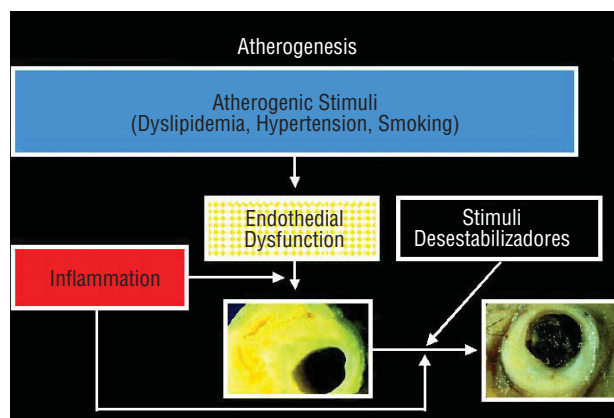 Atherogenesis
Atherogenic Stimuli
(Dyslipidemia, Hypertension, Smoking)
Endothedial
Dysfunction
Stimuli
Desestabilizadores
Inflammation